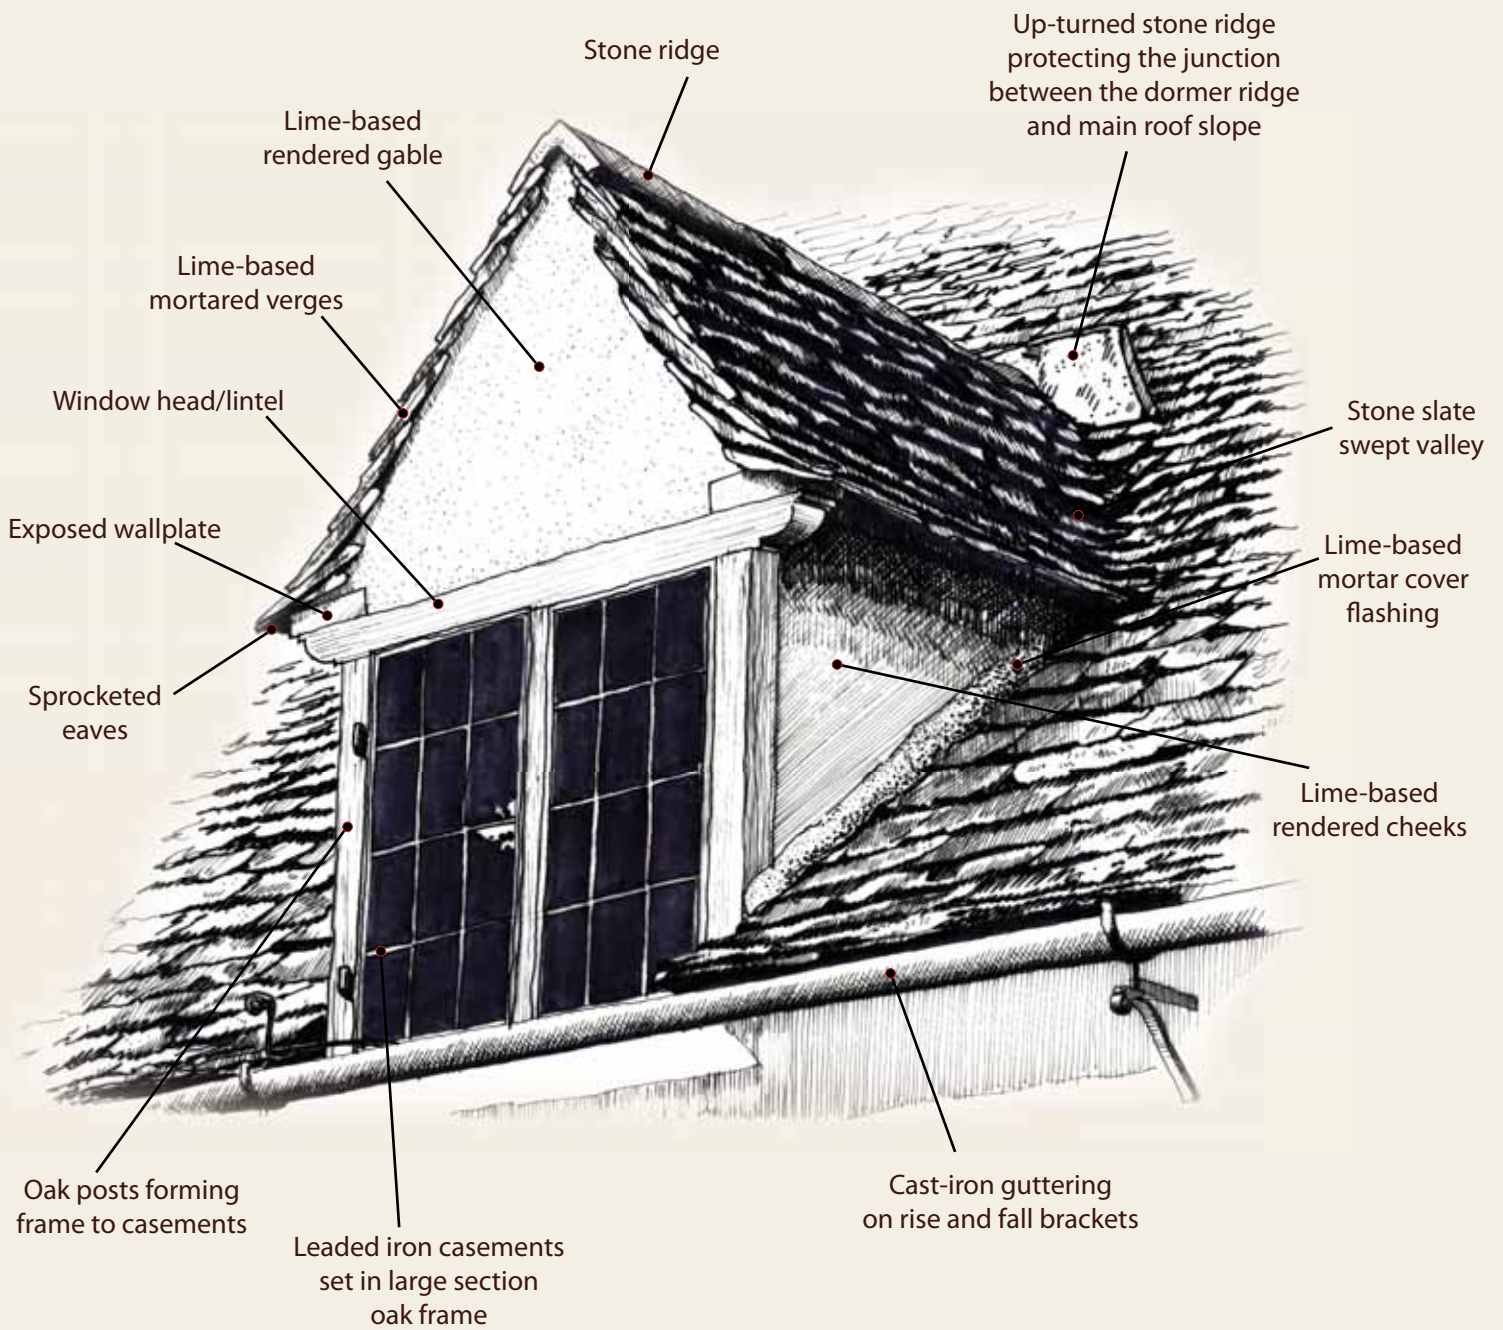 Stone ridge
Up-turned stone ridge
protecting the junction
between the dormer ridge
and main roof slope
Lime-based
rendered gable
Lime-based
mortared verges
Window head/lintel
Stone slate
swept valley
Exposed wallplate
Lime-based
mortar cover
flashing
Sprocketed
eaves
Lime-based
rendered cheeks
Oak posts forming
frame to casements
Cast-iron guttering
on rise and fall brackets
Leaded iron casements
set in large section
oak frame